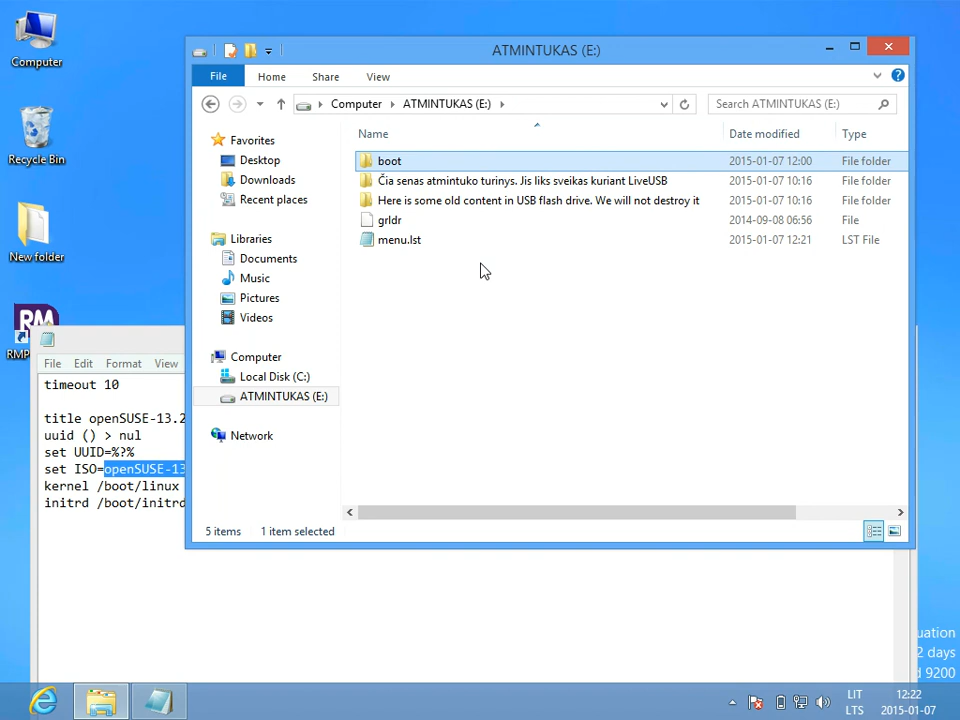 Computer
Recycle Bin
New folder
RM
RMP
ATMINTUKAS (E:)
File Home Share View
Computer ATMINTUKAS (E:)
Search ATMINTUKAS (E:)
Favorites
Desktop
Downloads
Recent places
Libraries
Documents
Music
Pictures
Videos
Computer
Local Disk (C:)
ATMINTUKAS (E:)
Network
Name Date modified Type
boot 2015-01-07 12:00 File folder
Čia senas atmintuko turinys. Jis liks sveikas kuriant LiveUSB 2015-01-07 10:16 File folder
Here is some old content in USB flash drive. We will not destroy it 2015-01-07 10:16 File folder
grldr 2014-09-08 06:56 File
menu.lst 2015-01-07 12:21 LST File
5 items 1 item selected
File Edit Format View
timeout 10
title openSUSE-13.2
uuid () > nul
set UUID=%?%
set ISO=openSUSE-13
kernel /boot/linux
initrd /boot/initrd
uation
2 days
d 9200
LIT
LTS
12:22
2015-01-07